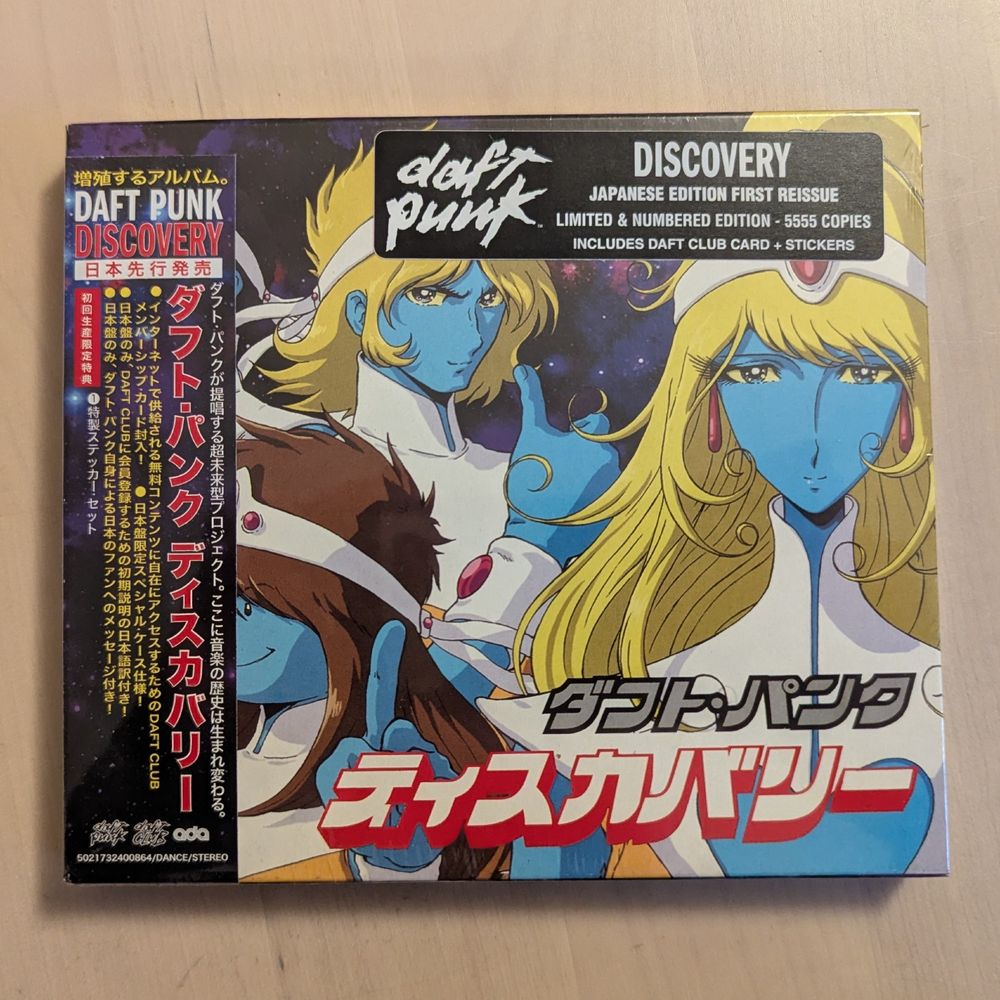 daft punk
DISCOVERY
JAPANESE EDITION FIRST REISSUE
LIMITED & NUMBERED EDITION - 5555 COPIES
INCLUDES DAFT CLUB CARD + STICKERS
増殖するアルバム。
DAFT PUNK
DISCOVERY
日本先行発売
ダフト・パンクが提唱する超未来型プロジェクト。ここに音楽の歴史は生まれ変わる。
ダフト・パンク ディスカバリー
●インターネットで供給される無料コンテンツに自在にアクセスするためのDAFT CLUB
メンバーシップ・カード封入! ●日本盤限定スペシャル・ケース仕様!
●日本盤のみ、DAFT CLUBに会員登録するための初期説明の日本語訳付き!
●日本盤のみ、ダフト・パンク自身による日本のファンへのメッセージ付き!
初回生産限定特典 ❶特製ステッカー・セット
daft punk daft club ada
5021732400864/DANCE/STEREO
ダフト・パンク
ディスカバリー